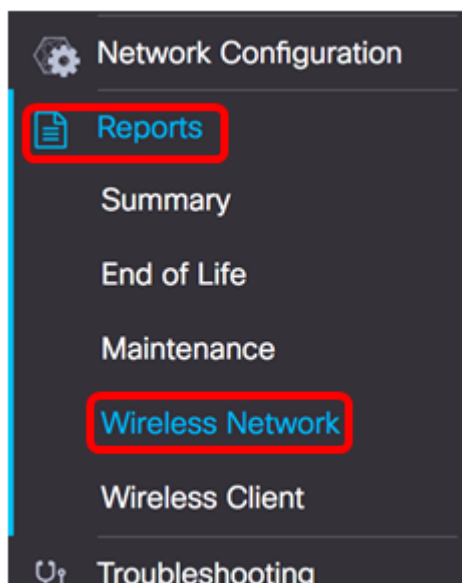 Network Configuration
Reports
Summary
End of Life
Maintenance
Wireless Network
Wireless Client
Troubleshooting